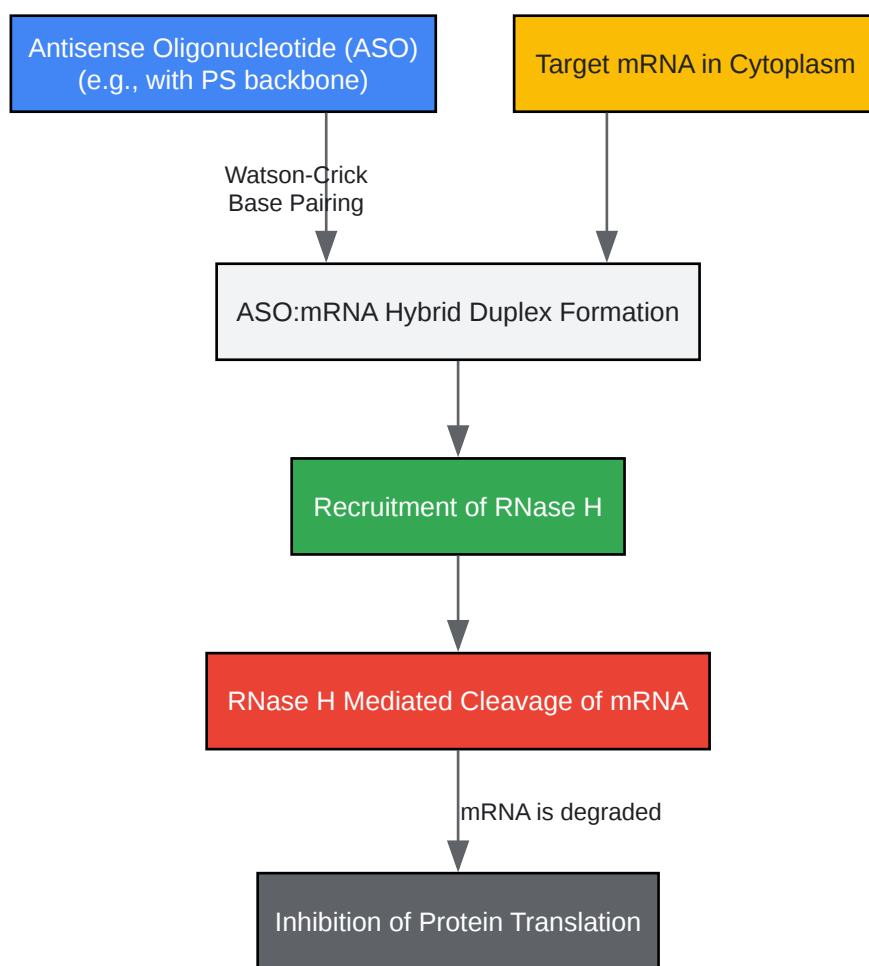 Antisense Oligonucleotide (ASO)
(e.g., with PS backbone)
Target mRNA in Cytoplasm
Watson-Crick
Base Pairing
ASO:mRNA Hybrid Duplex Formation
Recruitment of RNase H
RNase H Mediated Cleavage of mRNA
mRNA is degraded
Inhibition of Protein Translation